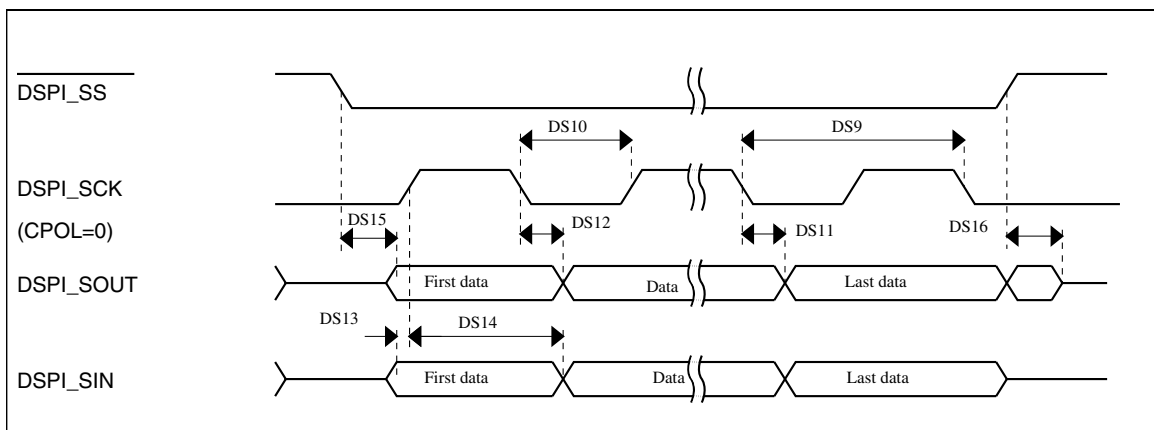 DSPI_SS
DS10
DS9
DSPI_SCK
(CPOL=0)
DS15
DS12
DS11
DS16
DSPI_SOUT
First data
Data
Last data
DS13
DS14
DSPI_SIN
First data
Data
Last data